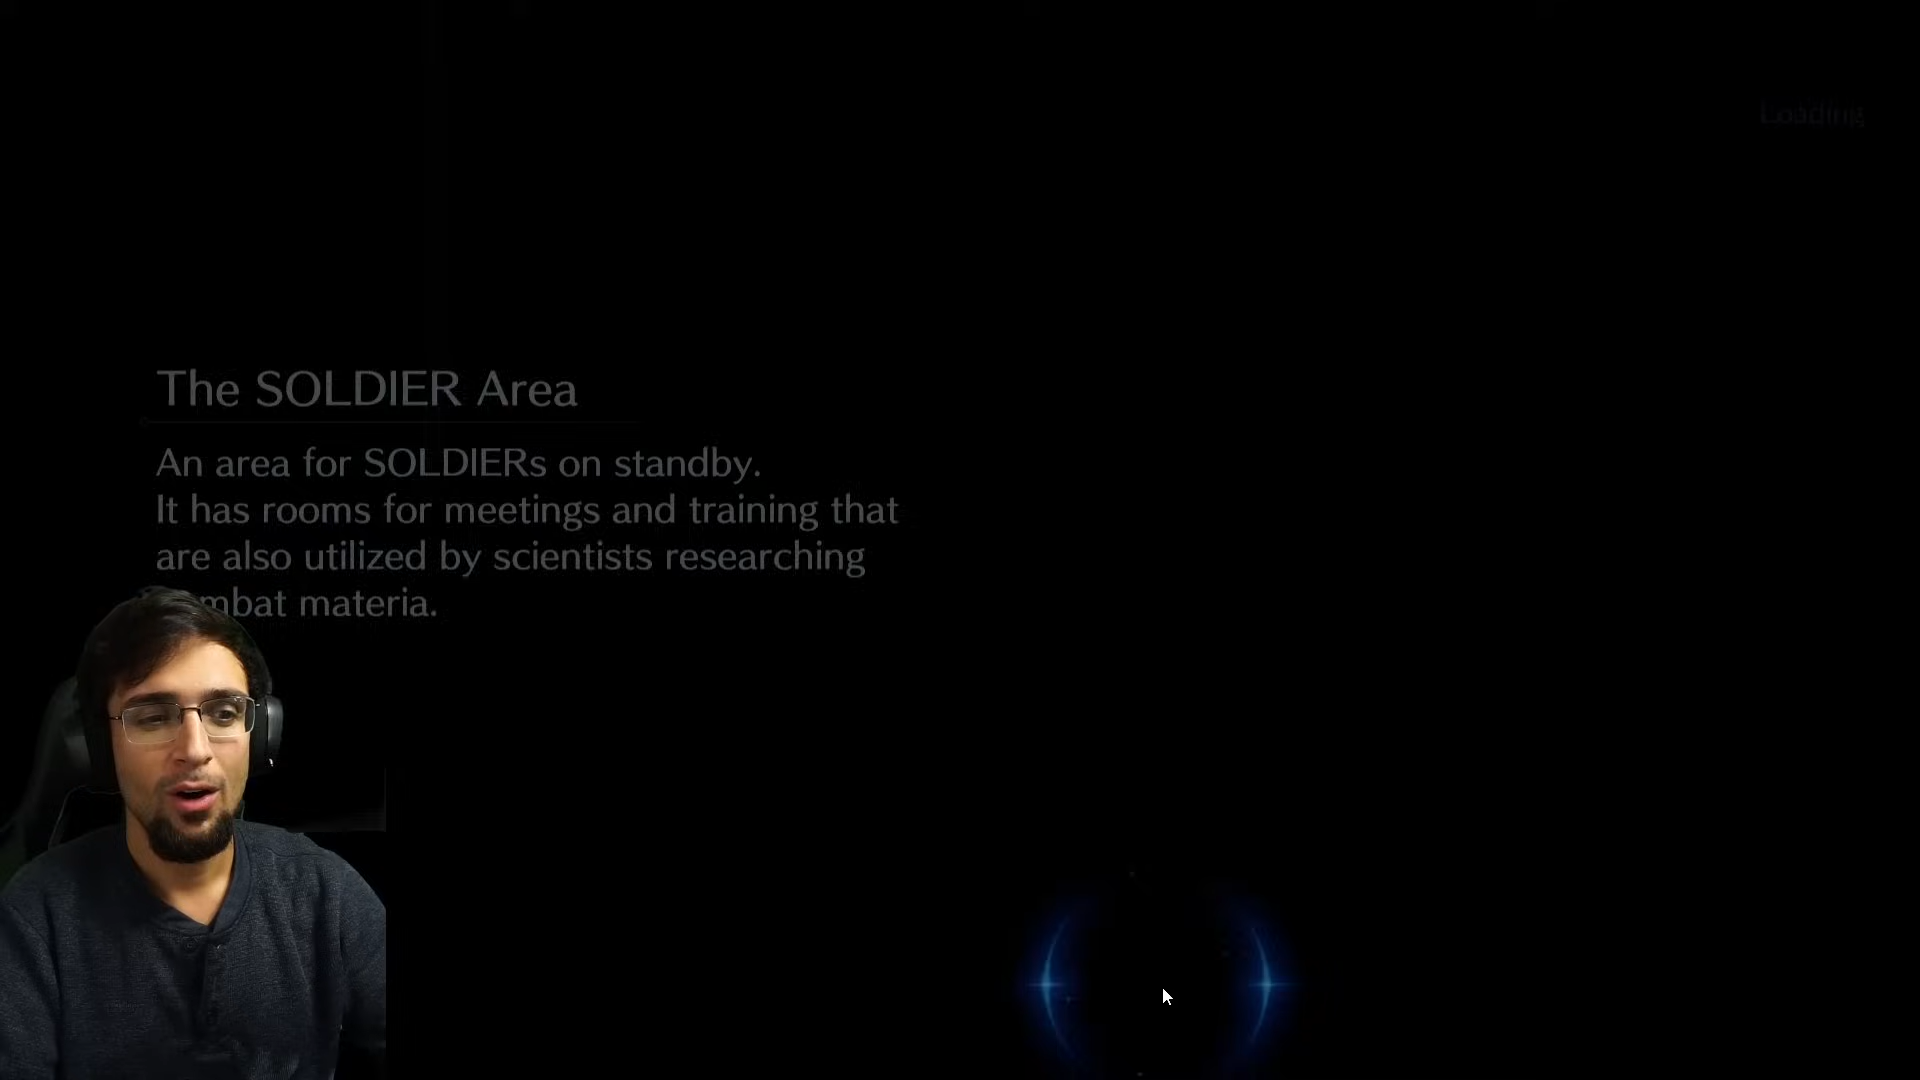 Loading
The SOLDIER Area
An area for SOLDIERs on standby.
It has rooms for meetings and training that
are also utilized by scientists researching
materia.